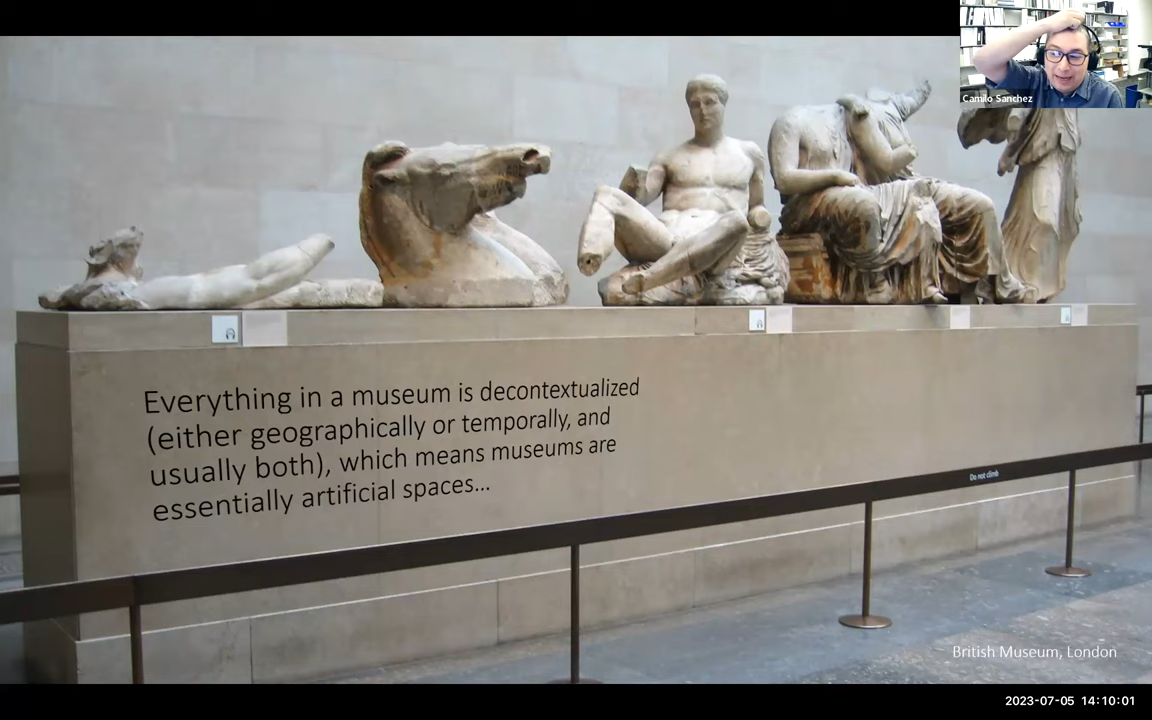 Camilo Sanchez
Everything in a museum is decontextualized
(either geographically or temporally, and
usually both), which means museums are
essentially artificial spaces...
Do not climb
British Museum, London
2023-07-05 14:10:01